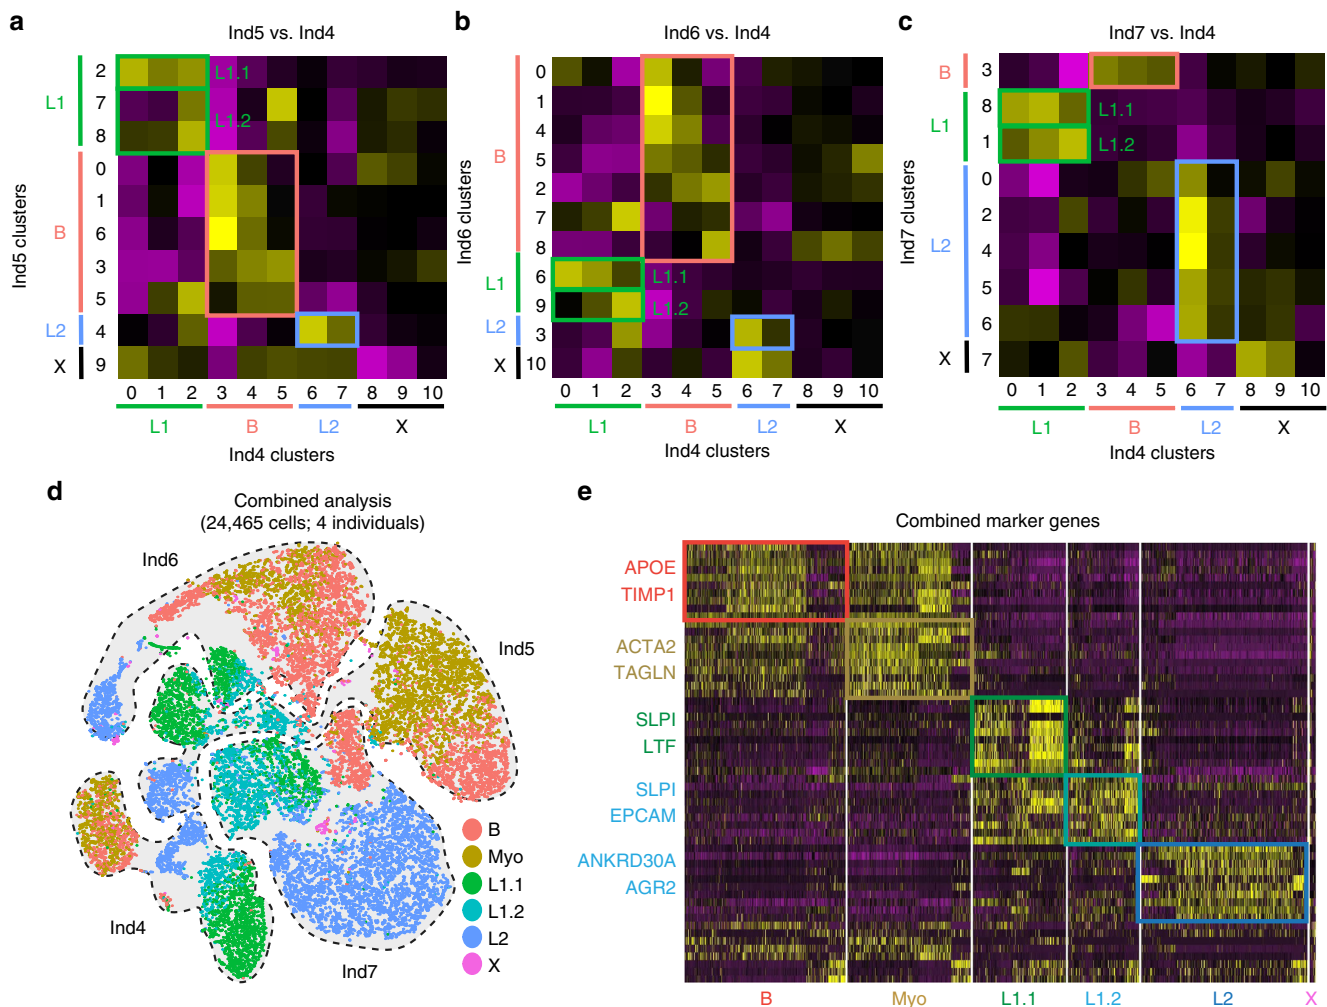 a
Ind5 vs. Ind4
L1
B
L2
X
Ind5 clusters
2
7
8
0
1
6
3
5
4
9
L1.1
L1.2
0 1 2 3 4 5 6 7 8 9 10
L1 B L2 X
Ind4 clusters
b
Ind6 vs. Ind4
B
L1
L2
X
Ind6 clusters
0
1
4
5
2
7
8
6
9
3
10
L1.1
L1.2
0 1 2 3 4 5 6 7 8 9 10
L1 B L2 X
Ind4 clusters
c
Ind7 vs. Ind4
B
L1
L2
X
Ind7 clusters
3
8
1
0
2
4
5
6
7
L1.1
L1.2
0 1 2 3 4 5 6 7 8 9 10
L1 B L2 X
Ind4 clusters
d
Combined analysis
(24,465 cells; 4 individuals)
Ind6
Ind5
Ind4
Ind7
B
Myo
L1.1
L1.2
L2
X
e
Combined marker genes
APOE
TIMP1
ACTA2
TAGLN
SLPI
LTF
SLPI
EPCAM
ANKRD30A
AGR2
B Myo L1.1 L1.2 L2 X